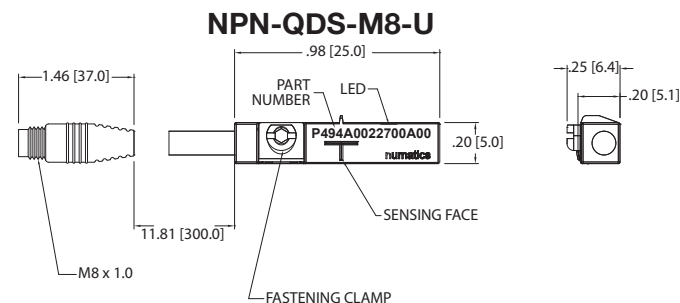 NPN-QDS-M8-U
.98 [25.0]
1.46 [37.0]
PART
NUMBER
LED
.25 [6.4]
.20 [5.1]
P494A0022700A00
numatics
.20 [5.0]
SENSING FACE
11.81 [300.0]
M8 x 1.0
FASTENING CLAMP